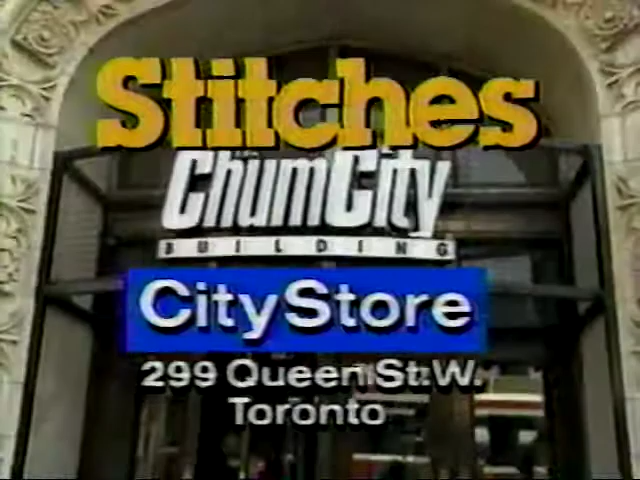 Stitches
ChumCity
BUILDING
CityStore
299 Queen St. W.
Toronto